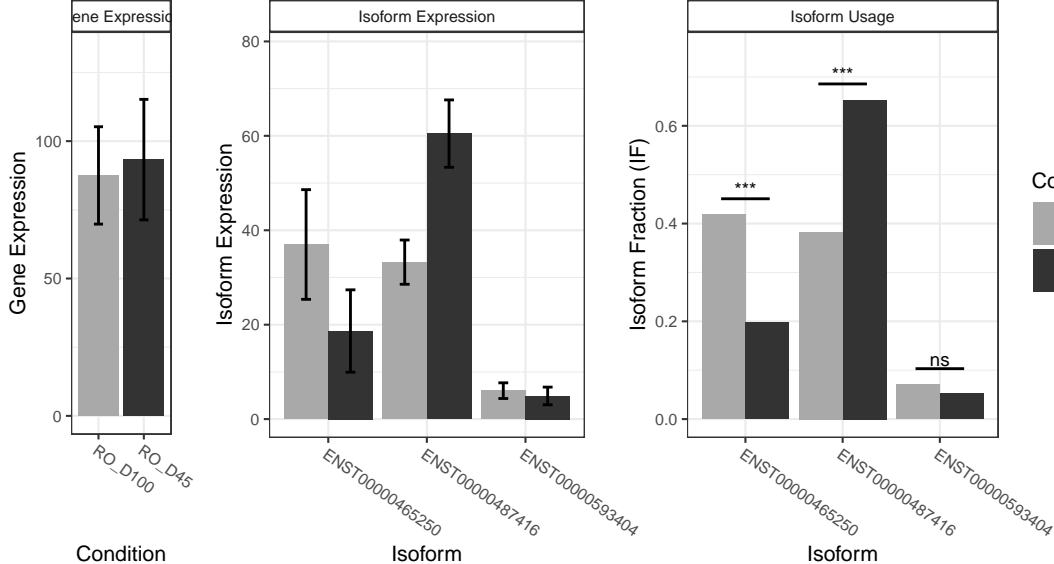 ene Expressio
Gene Expression
100
50
0
RO_D100
RO_D45
Condition
Isoform Expression
Isoform Expression
80
60
40
20
0
ENST00000465250
ENST00000487416
ENST00000593404
Isoform
Isoform Usage
Isoform Fraction (IF)
0.6
0.4
0.2
0.0
***
***
ns
ENST00000465250
ENST00000487416
ENST00000593404
Isoform
Co